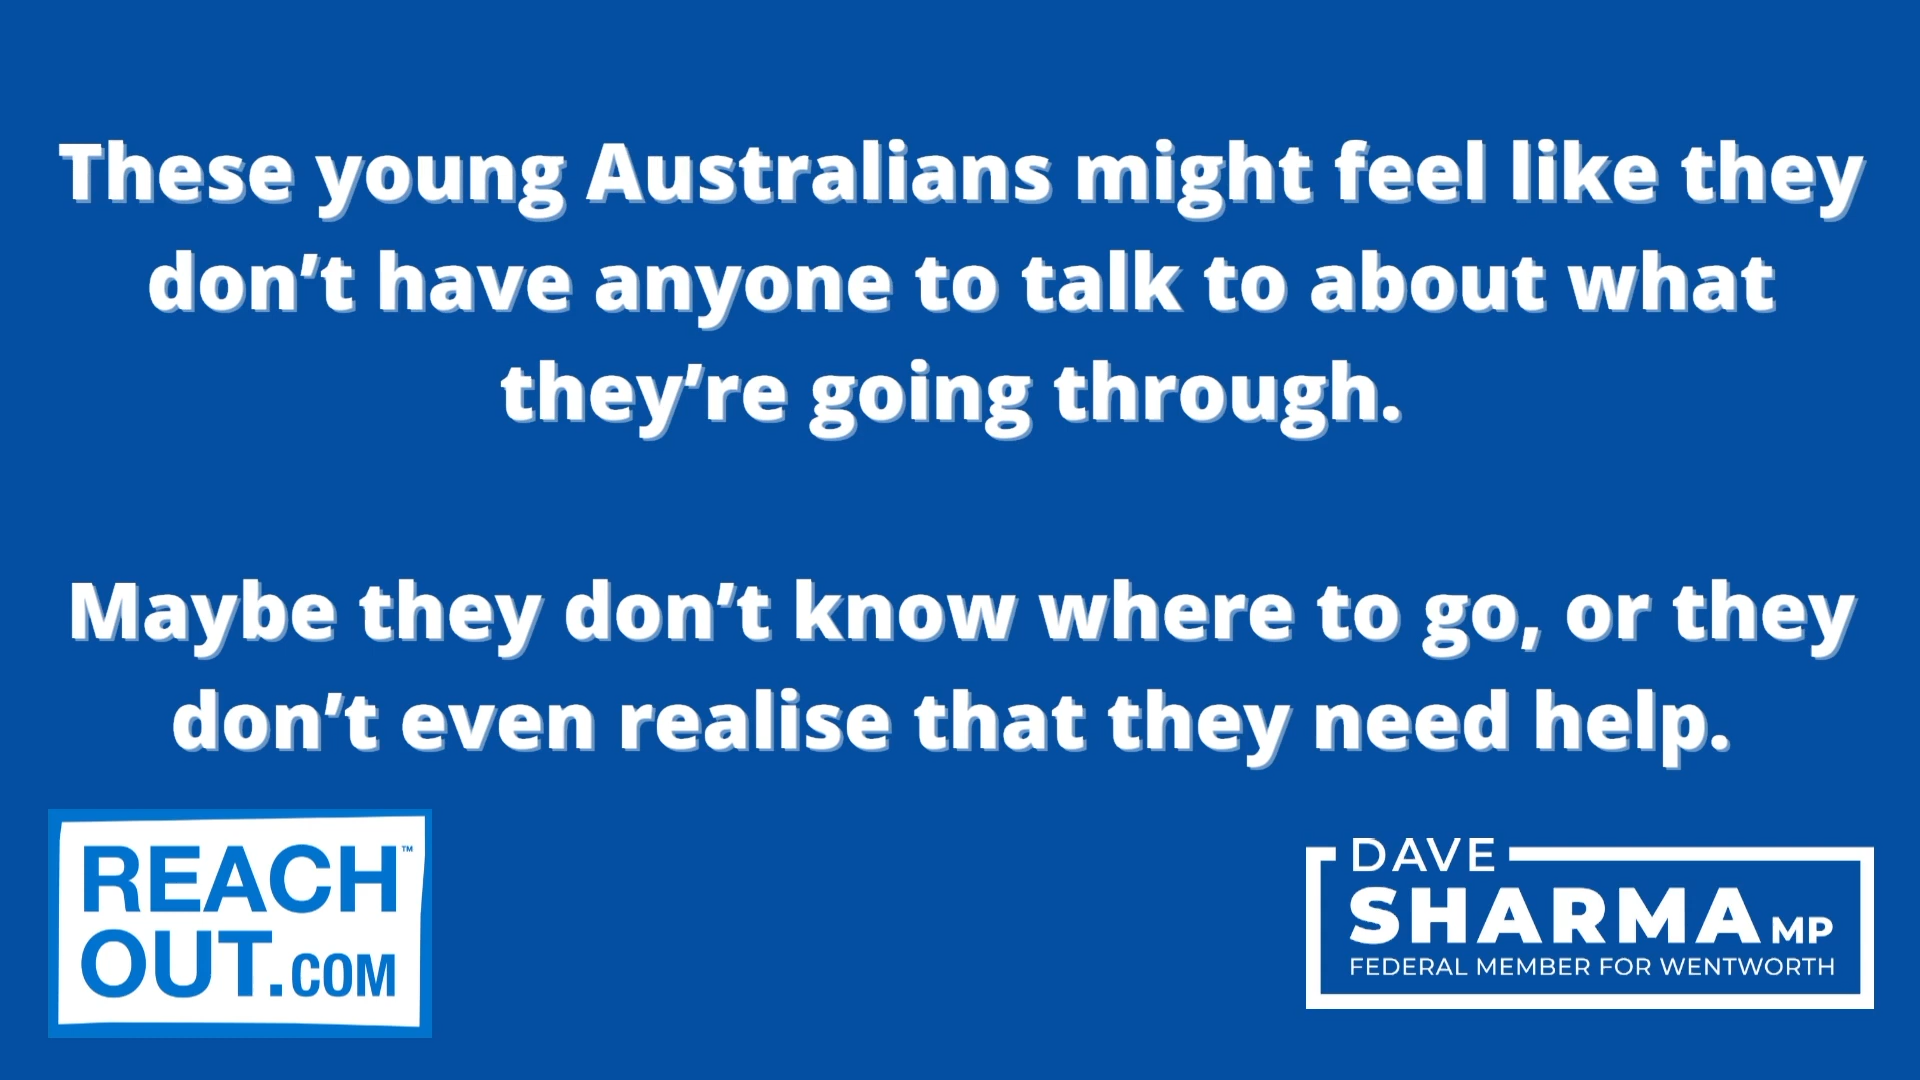 These young Australians might feel like they
don’t have anyone to talk to about what
they’re going through.
Maybe they don’t know where to go, or they
don’t even realise that they need help.
REACH™
OUT.COM
DAVE
SHARMA MP
FEDERAL MEMBER FOR WENTWORTH